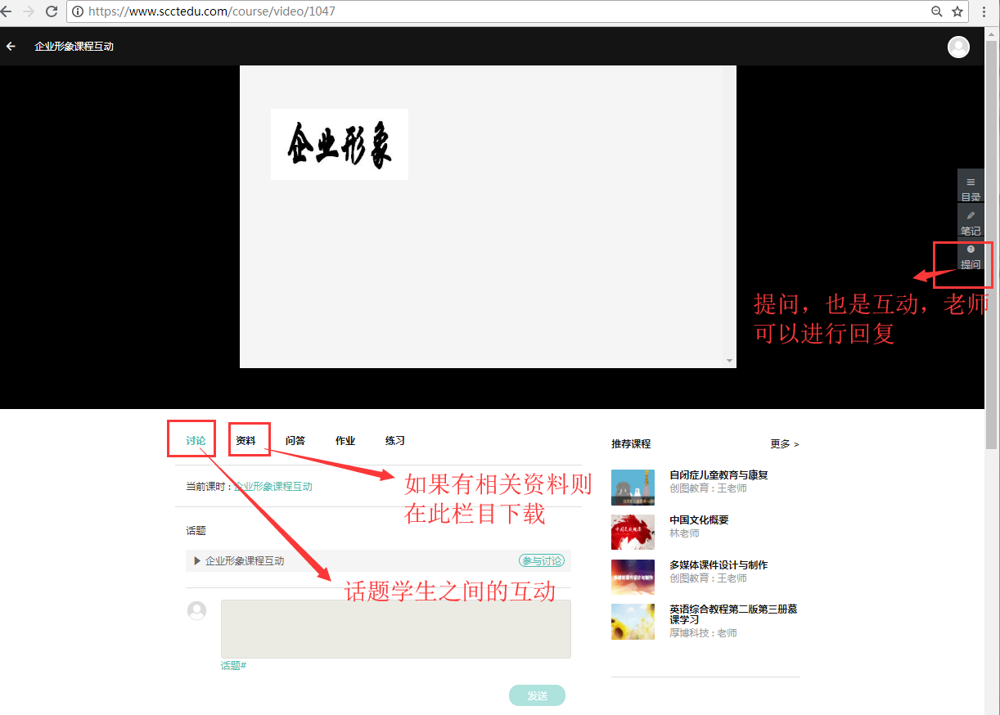 https://www.scctedu.com/course/video/1047
企业形象课程互动
企业形象
目录
笔记
提问
提问，也是互动，老师
可以进行回复
讨论 资料 问答 作业 练习
当前课时 : 企业形象课程互动
如果有相关资料则
在此栏目下载
话题
企业形象课程互动 参与讨论
话题学生之间的互动
话题#
发送
推荐课程 更多 >
自闭症儿童教育与康复
创图教育 : 王老师
中国文化概要
林老师
多媒体课件设计与制作
创图教育 : 王老师
英语综合教程第二版第三册慕
课学习
厚博科技 : 老师